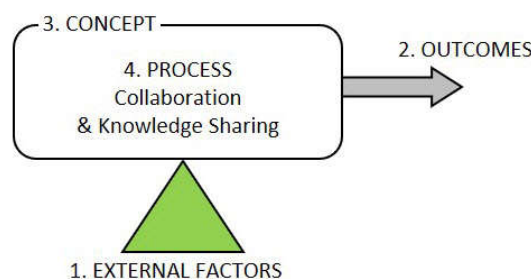 3. CONCEPT
4. PROCESS
Collaboration
& Knowledge Sharing
2. OUTCOMES
1. EXTERNAL FACTORS